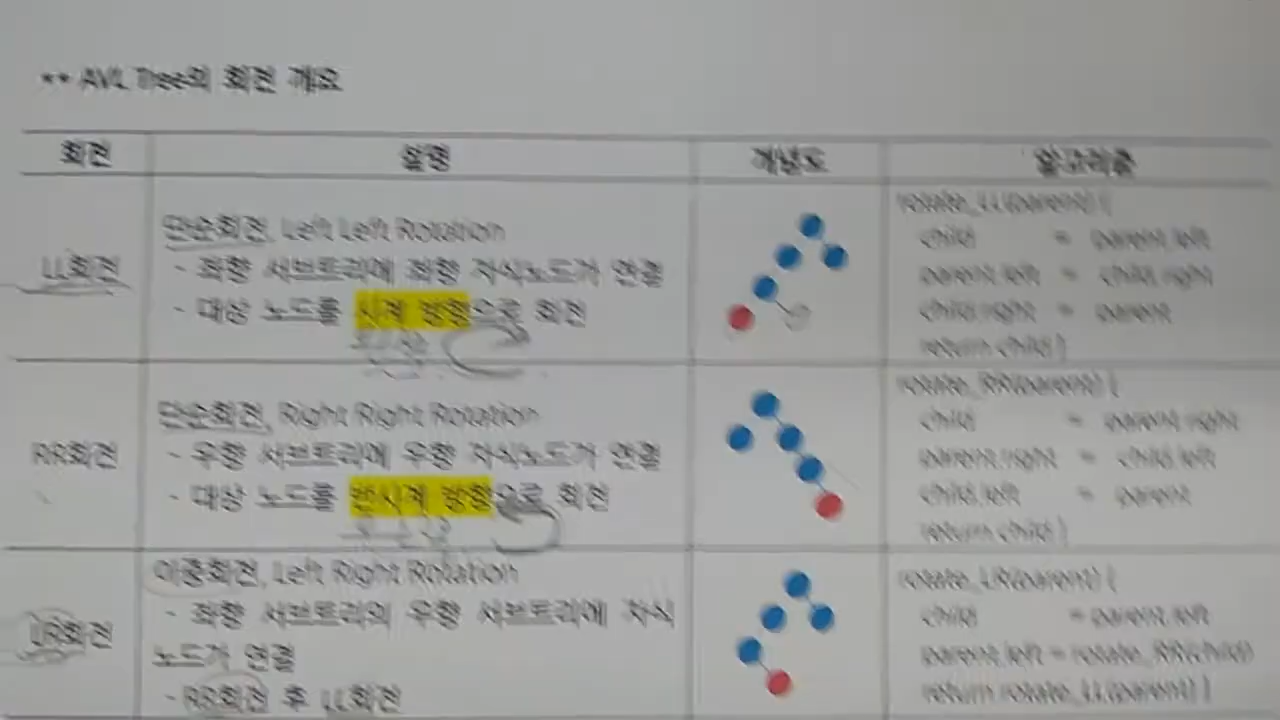 ** AVL Tree의 회전 개요
회전 설명 개념도 알고리즘
LL회전
단순회전, Left Left Rotation
- 좌향 서브트리에 좌향 자식노드가 연결
- 대상 노드를 시계 방향으로 회전
rotate_LL(parent) {
child = parent.left
parent.left = child.right
child.right = parent
return child }
RR회전
단순회전, Right Right Rotation
- 우향 서브트리에 우향 자식노드가 연결
- 대상 노드를 반시계 방향으로 회전
rotate_RR(parent) {
child = parent.right
parent.right = child.left
child.left = parent
return child }
LR회전
이중회전, Left Right Rotation
- 좌향 서브트리의 우향 서브트리에 자식
노드가 연결
- RR회전 후 LL회전
rotate_LR(parent) {
child = parent.left
parent.left = rotate_RR(child)
return rotate_LL(parent) }